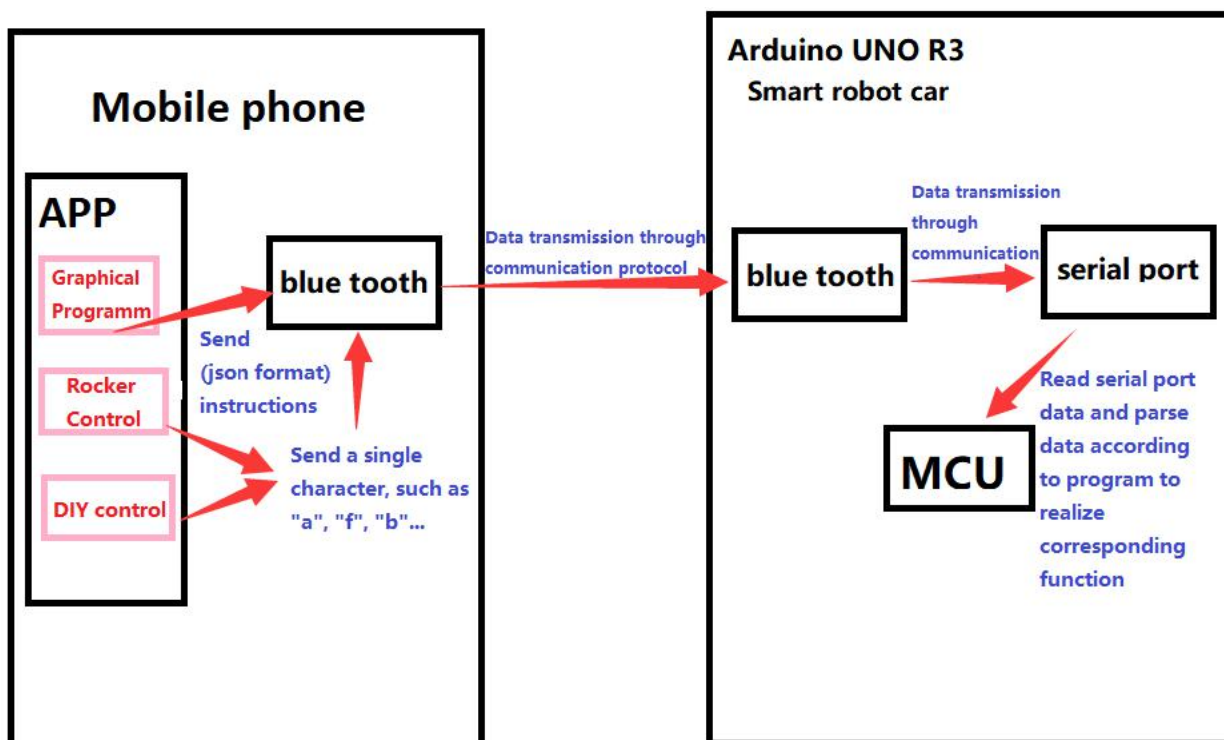 Mobile phone
APP
Graphical
Programm
Rocker
Control
DIY control
blue tooth
Send
(json format)
instructions
Send a single
character, such as
"a", "f", "b"...
Data transmission through
communication protocol
Arduino UNO R3
Smart robot car
blue tooth
Data transmission
through
communication
serial port
Read serial port
data and parse
data according
to program to
realize
corresponding
function
MCU